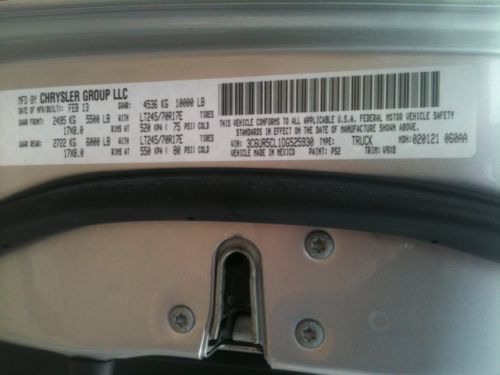 MFD BY CHRYSLER GROUP LLC
DATE OF MFR(BUILT): FEB 13 GVWR: 4536 KG 10000 LB
GAWR FRONT: 2495 KG 5500 LB WITH LT245/70R17E
17X8.0 RIMS AT 520 KPA ( 75 PSI) COLD
GAWR REAR: 2722 KG 6000 LB WITH LT245/70R17E
17X8.0 RIMS AT 550 KPA ( 80 PSI) COLD
THIS VEHICLE CONFORMS TO ALL APPLICABLE U.S.A. FEDERAL MOTOR VEHICLE SAFETY
STANDARDS IN EFFECT ON THE DATE OF MANUFACTURE SHOWN ABOVE.
VIN: 3C6UR5CL1DG525930 TYPE: TRUCK MDH: 020121 060AA
VEHICLE MADE IN MEXICO PAINT: PS2 TRIM: V9X8